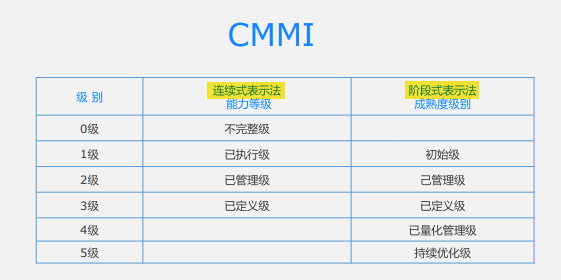 CMMI
级 别 连续式表示法 阶段式表示法
能力等级 成熟度级别
0级 不完整级
1级 已执行级 初始级
2级 已管理级 己管理级
3级 已定义级 已定义级
4级 已量化管理级
5级 持续优化级